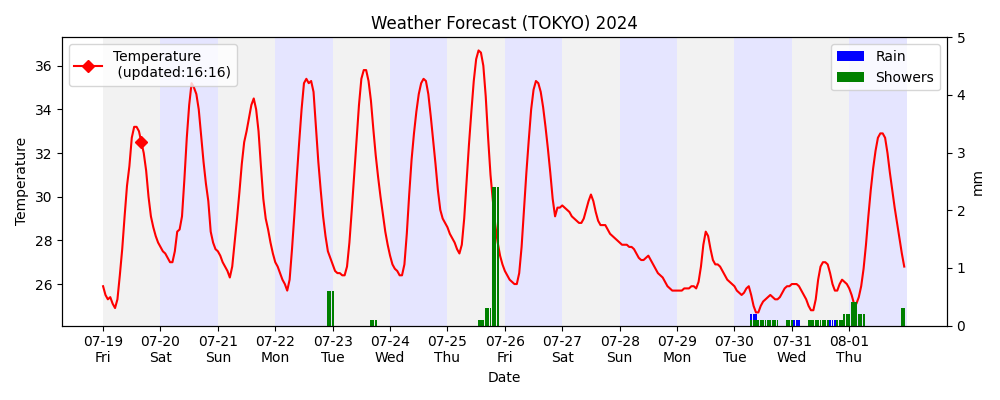 Weather Forecast (TOKYO) 2024
Temperature
(updated:16:16)
Rain
Showers
Temperature
36
34
32
30
28
26
5
4
3
2
1
0
mm
07-19 07-20 07-21 07-22 07-23 07-24 07-25 07-26 07-27 07-28 07-29 07-30 07-31 08-01
Fri Sat Sun Mon Tue Wed Thu Fri Sat Sun Mon Tue Wed Thu
Date